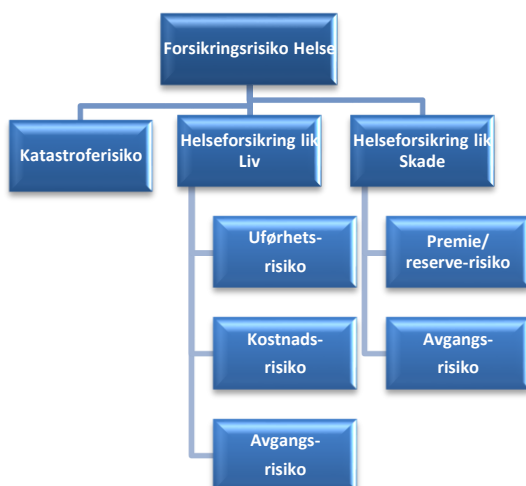 Forsikringsrisiko Helse
Katastroferisiko
Helseforsikring lik
Liv
Helseforsikring lik
Skade
Uførhets-
risiko
Kostnads-
risiko
Avgangs-
risiko
Premie/
reserve-risiko
Avgangs-
risiko